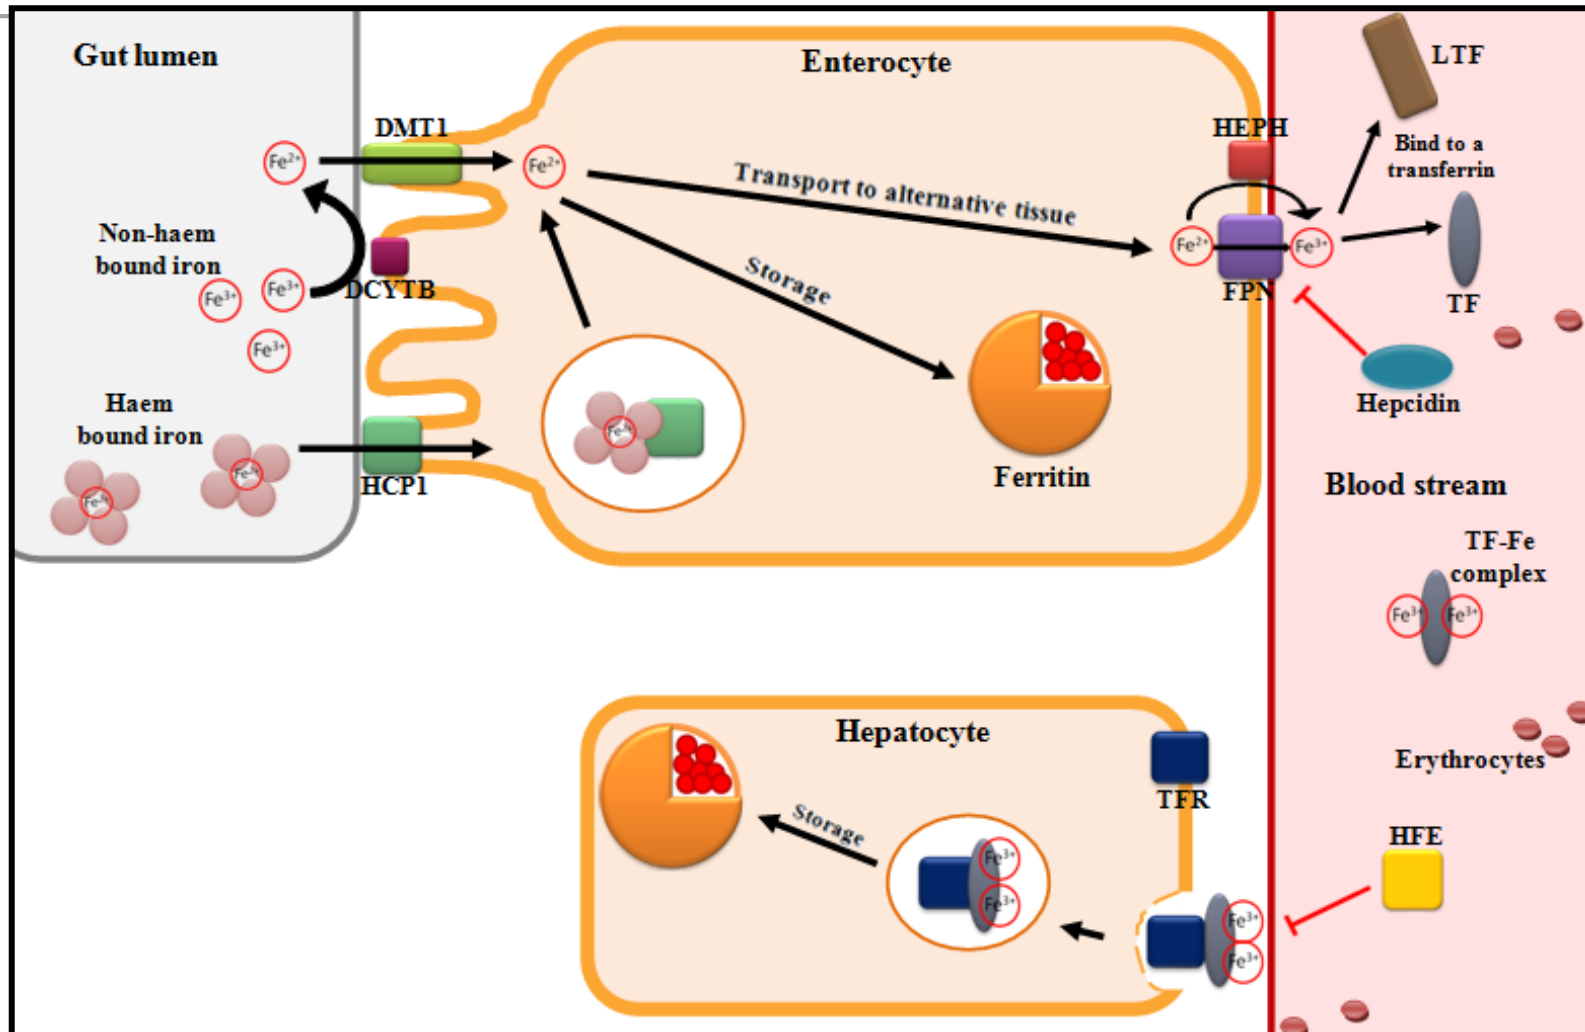 Gut lumen
Enterocyte
LTF
DMT1
HEPH
Bind to a
transferrin
Fe²⁺
Fe²⁺
Transport to alternative tissue
Non-haem
bound iron
Fe²⁺
Fe³⁺
Storage
DCYTB
FPN
TF
Fe³⁺
Fe³⁺
Fe³⁺
Haem
bound iron
Hepcidin
HCP1
Ferritin
Blood stream
TF-Fe
complex
Fe³⁺
Fe³⁺
Hepatocyte
Erythrocytes
TFR
Storage
HFE
Fe³⁺
Fe³⁺
Fe³⁺
Fe³⁺